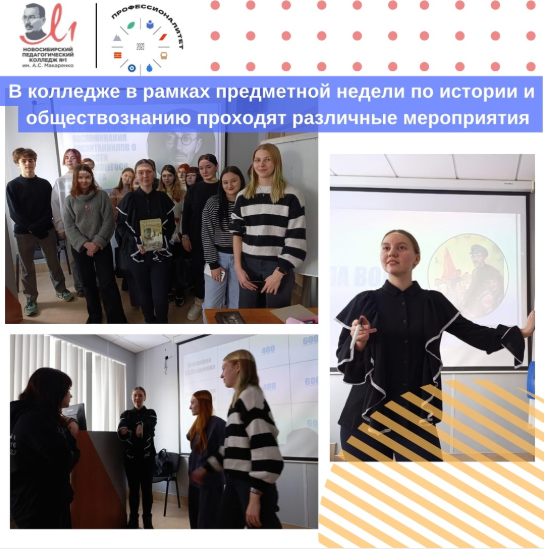 НОВОСИБИРСКИЙ
ПЕДАГОГИЧЕСКИЙ
КОЛЛЕДЖ №1
им. А.С. Макаренко
ПРОФЕССИОНАЛИТЕТ
В колледже в рамках предметной недели по истории и
обществознанию проходят различные мероприятия